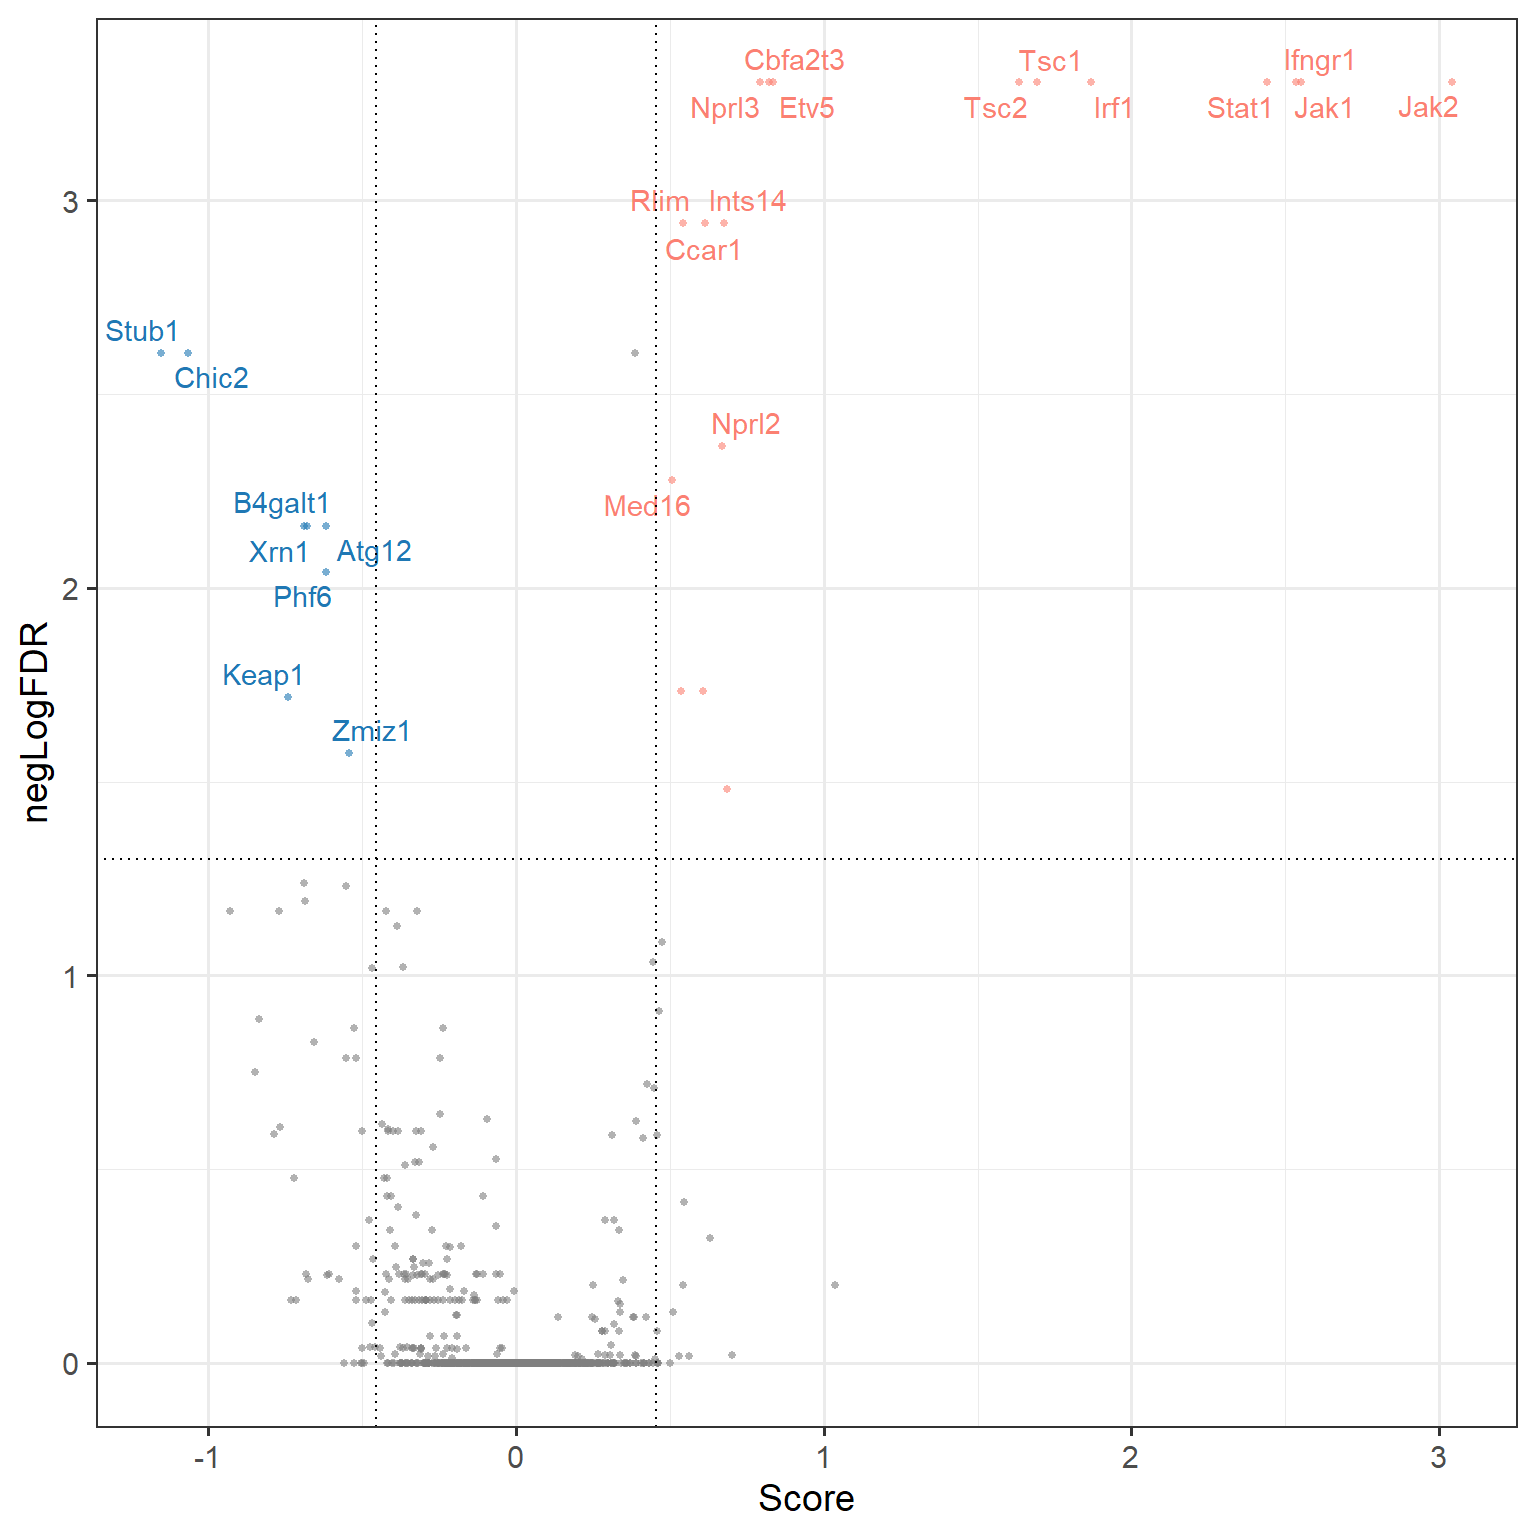 Cbfa2t3
Tsc1
Ifngr1
Nprl3
Etv5
Tsc2
Irf1
Stat1
Jak1
Jak2
3
Rlim
Ints14
Ccar1
Stub1
Chic2
Nprl2
B4galt1
Med16
Xrn1
Atg12
2
Phf6
Keap1
Zmiz1
negLogFDR
1
0
-1
0
1
2
3
Score